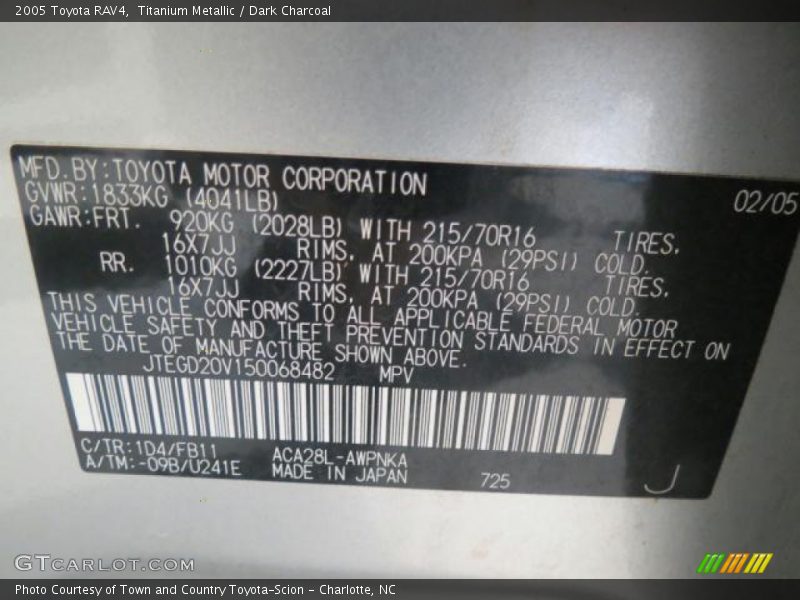 2005 Toyota RAV4,  Titanium Metallic / Dark Charcoal
MFD.BY:TOYOTA MOTOR CORPORATION 02/05
GVWR:1833KG (4041LB)
GAWR:FRT. 920KG (2028LB) WITH 215/70R16 TIRES,
16X7JJ RIMS, AT 200KPA (29PSI) COLD.
RR. 1010KG (2227LB) WITH 215/70R16 TIRES,
16X7JJ RIMS, AT 200KPA (29PSI) COLD.
THIS VEHICLE CONFORMS TO ALL APPLICABLE FEDERAL MOTOR
VEHICLE SAFETY AND THEFT PREVENTION STANDARDS IN EFFECT ON
THE DATE OF MANUFACTURE SHOWN ABOVE.
JTEGD20V150068482 MPV
C/TR:1D4/FB11 ACA28L-AWPNKA
A/TM:-09B/U241E MADE IN JAPAN 725 J
GTCARLOT.COM
Photo Courtesy of Town and Country Toyota-Scion - Charlotte, NC